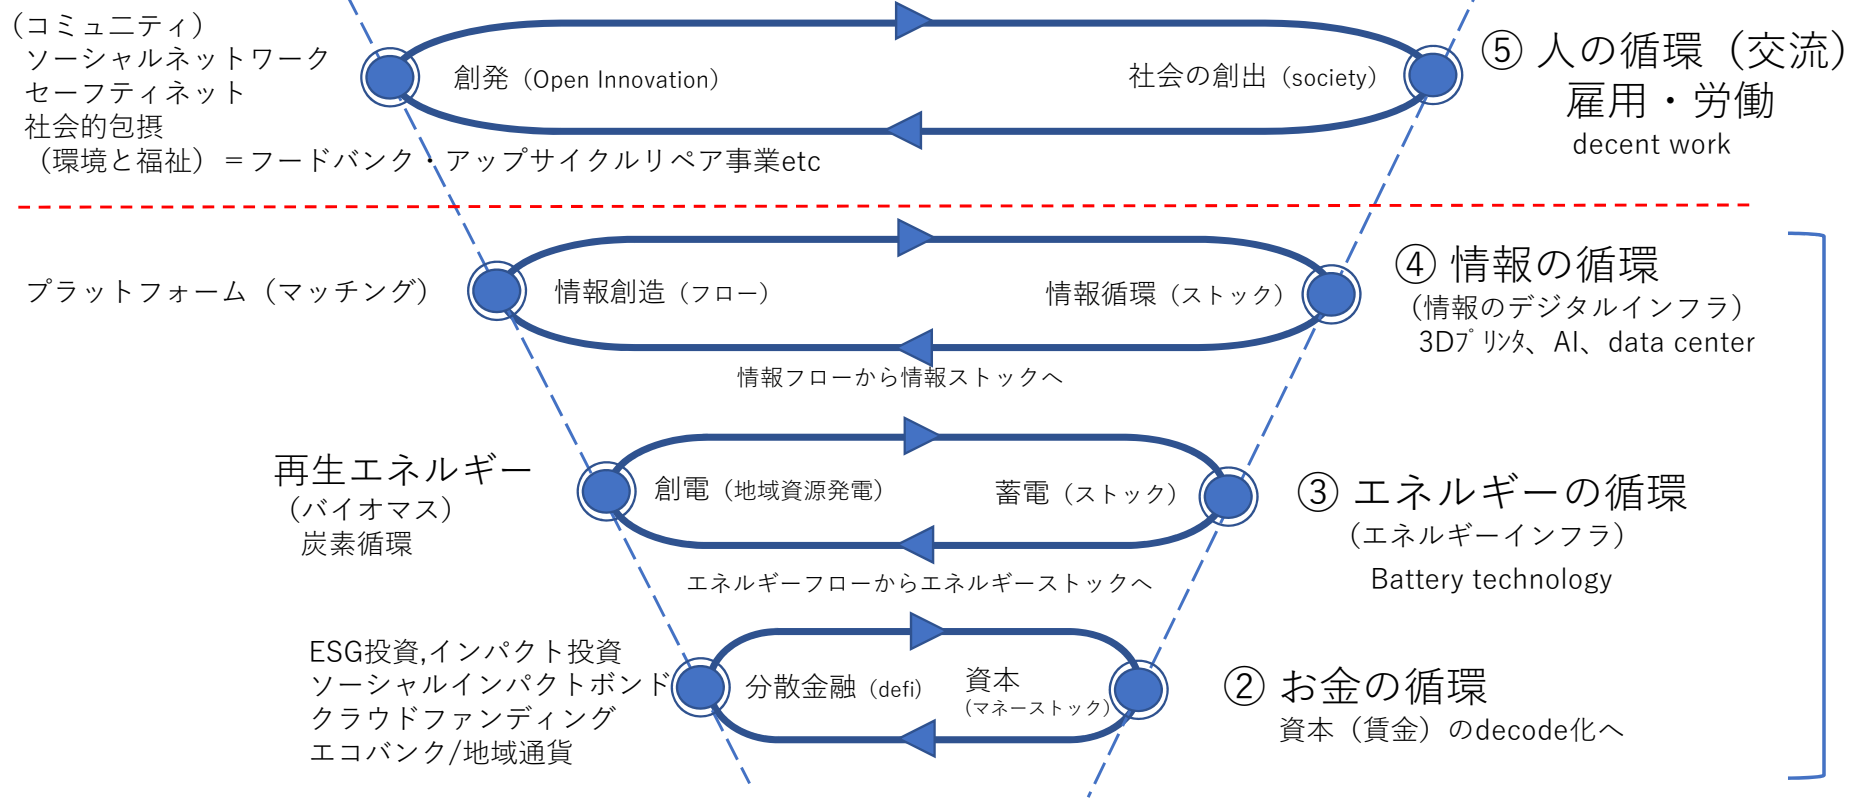 (コミュニティ)
ソーシャルネットワーク
セーフティネット
社会的包摂
(環境と福祉)＝フードバンク・アップサイクルリペア事業etc
創発 (Open Innovation)
社会の創出 (society)
⑤ 人の循環 (交流)
雇用・労働
decent work
プラットフォーム (マッチング)
情報創造 (フロー)
情報循環 (ストック)
情報フローから情報ストックへ
④ 情報の循環
(情報のデジタルインフラ)
3Dﾌﾟﾘﾝﾀ、AI、data center
再生エネルギー
(バイオマス)
炭素循環
創電 (地域資源発電)
蓄電 (ストック)
エネルギーフローからエネルギーストックへ
③ エネルギーの循環
(エネルギーインフラ)
Battery technology
ESG投資,インパクト投資
ソーシャルインパクトボンド
クラウドファンディング
エコバンク/地域通貨
分散金融 (defi)
資本
(マネーストック)
② お金の循環
資本 (賃金) のdecode化へ